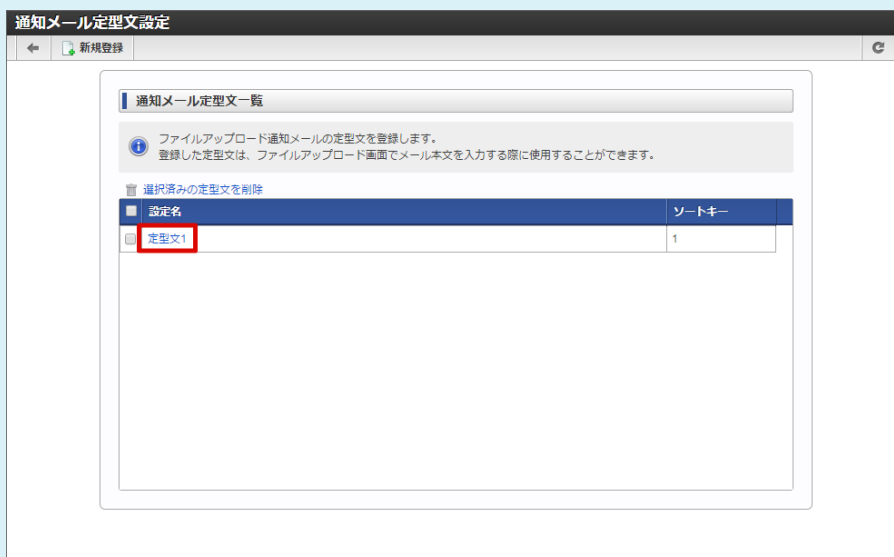 通知メール定型文設定
新規登録
通知メール定型文一覧
ファイルアップロード通知メールの定型文を登録します。
登録した定型文は、ファイルアップロード画面でメール本文を入力する際に使用することができます。
選択済みの定型文を削除
設定名 ソートキー
定型文1 1